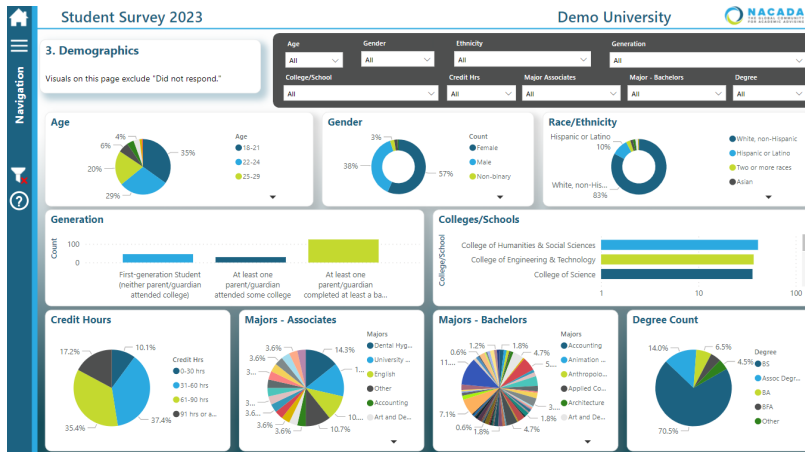 Student Survey 2023
Demo University
NACADA
THE GLOBAL COMMUNITY
FOR ACADEMIC ADVISING
Navigation
3. Demographics
Visuals on this page exclude "Did not respond."
Age
All
Gender
All
Ethnicity
All
Generation
All
College/School
All
Credit Hrs
All
Major Associates
All
Major - Bachelors
All
Degree
All
Age
4%
6%
20%
29%
35%
Age
18-21
22-24
25-29
Gender
3%
38%
57%
Count
Female
Male
Non-binary
Race/Ethnicity
Hispanic or Latino
10%
White, non-His...
83%
White, non-Hispanic
Hispanic or Latino
Two or more races
Asian
Generation
Count
100
0
First-generation Student
(neither parent/guardian
attended college)
At least one
parent/guardian
attended some college
At least one
parent/guardian
completed at least a ba...
Colleges/Schools
College/School
College of Humanities & Social Sciences
College of Engineering & Technology
College of Science
1
10
100
Credit Hours
17.2%
10.1%
35.4%
37.4%
Credit Hrs
0-30 hrs
31-60 hrs
61-90 hrs
91 hrs or a...
Majors - Associates
3.6%
3.6%
3...
3...
3.6%
3.6%
3.6%
14.3%
1...
10...
10.7%
Majors
Dental Hyg...
University ...
English
Other
Accounting
Art and De...
Majors - Bachelors
1.2%
0.6%
11....
7.1%
0.6%
1.8%
1.8%
4.7%
5...
3...
1.8%
4.7%
Majors
Accounting
Animation ...
Anthropolo...
Applied Co...
Architecture
Art and De...
Degree Count
14.0%
6.5%
4.5%
70.5%
Degree
BS
Assoc Degr...
BA
BFA
Other